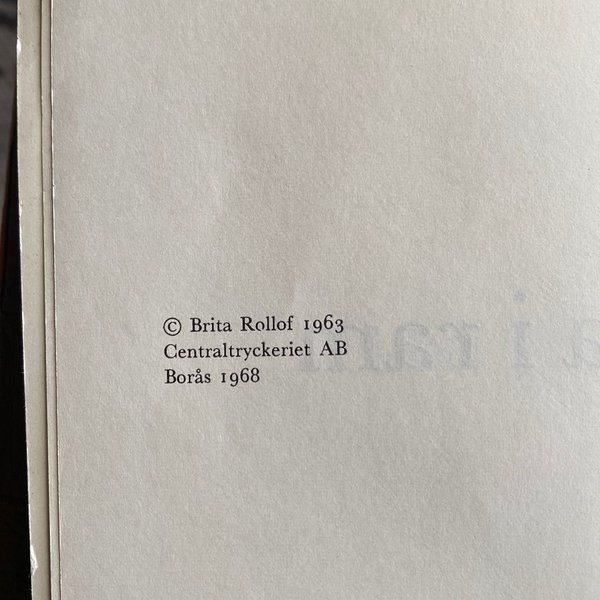 © Brita Rollof 1963
Centraltryckeriet AB
Borås 1968